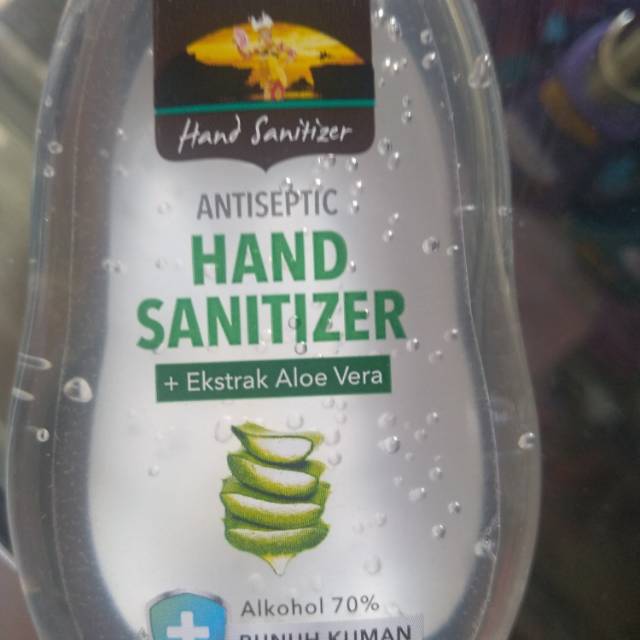 Hand Sanitizer
ANTISEPTIC
HAND
SANITIZER
+ Ekstrak Aloe Vera
Alkohol 70%
BUNUH KUMAN